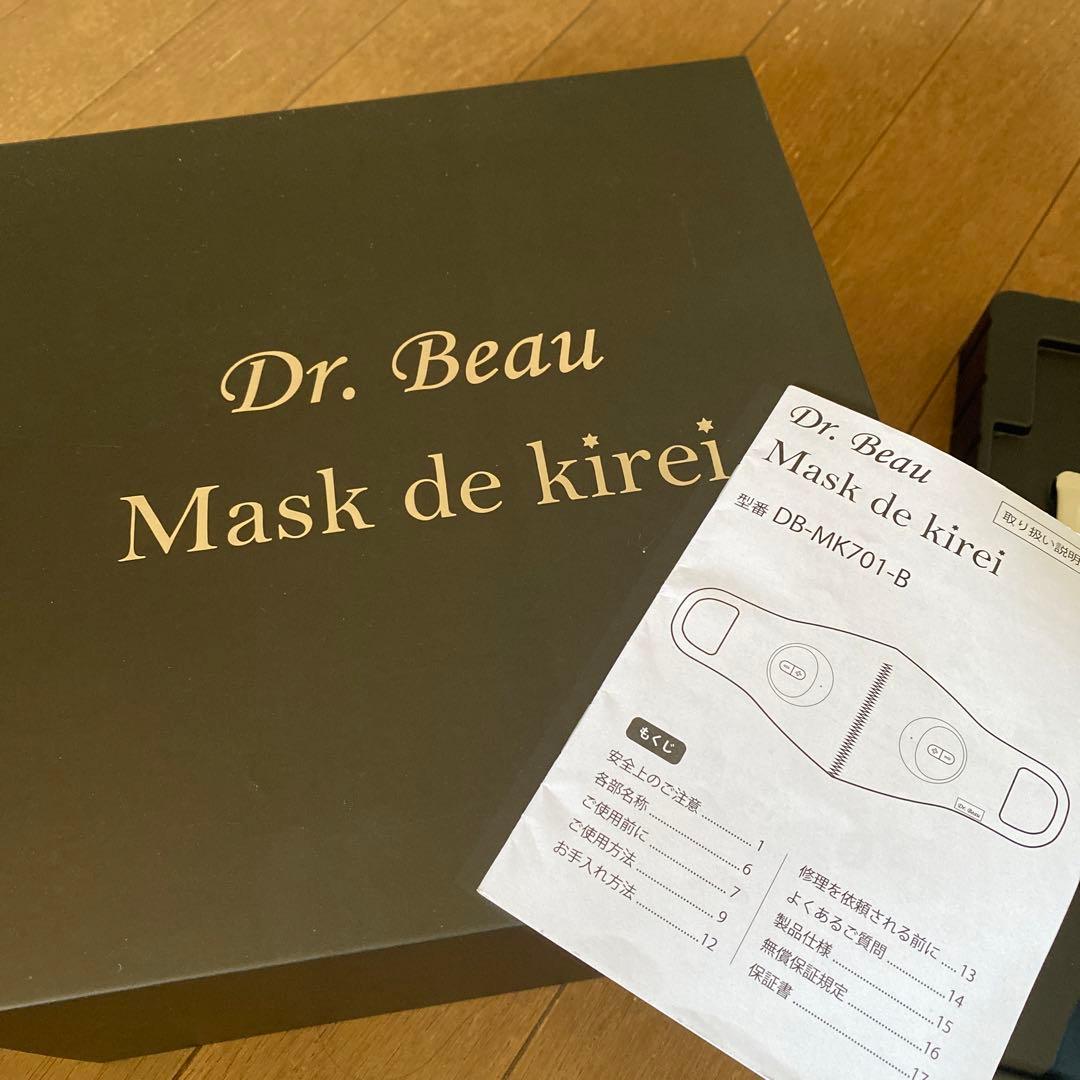 Dr. Beau
Mask de kirei
Dr. Beau
Mask de kirei
取り扱い説明
型番 DB-MK701-B
Dr. Beau
もくじ
安全上のご注意 .............. 1
各部名称 .............. 6
ご使用前に .............. 7
ご使用方法 .............. 9
お手入れ方法 .............. 12
修理を依頼される前に ..... 13
よくあるご質問 .............. 14
製品仕様 .............. 15
無償保証規定 .............. 16
保証書 .............. 17